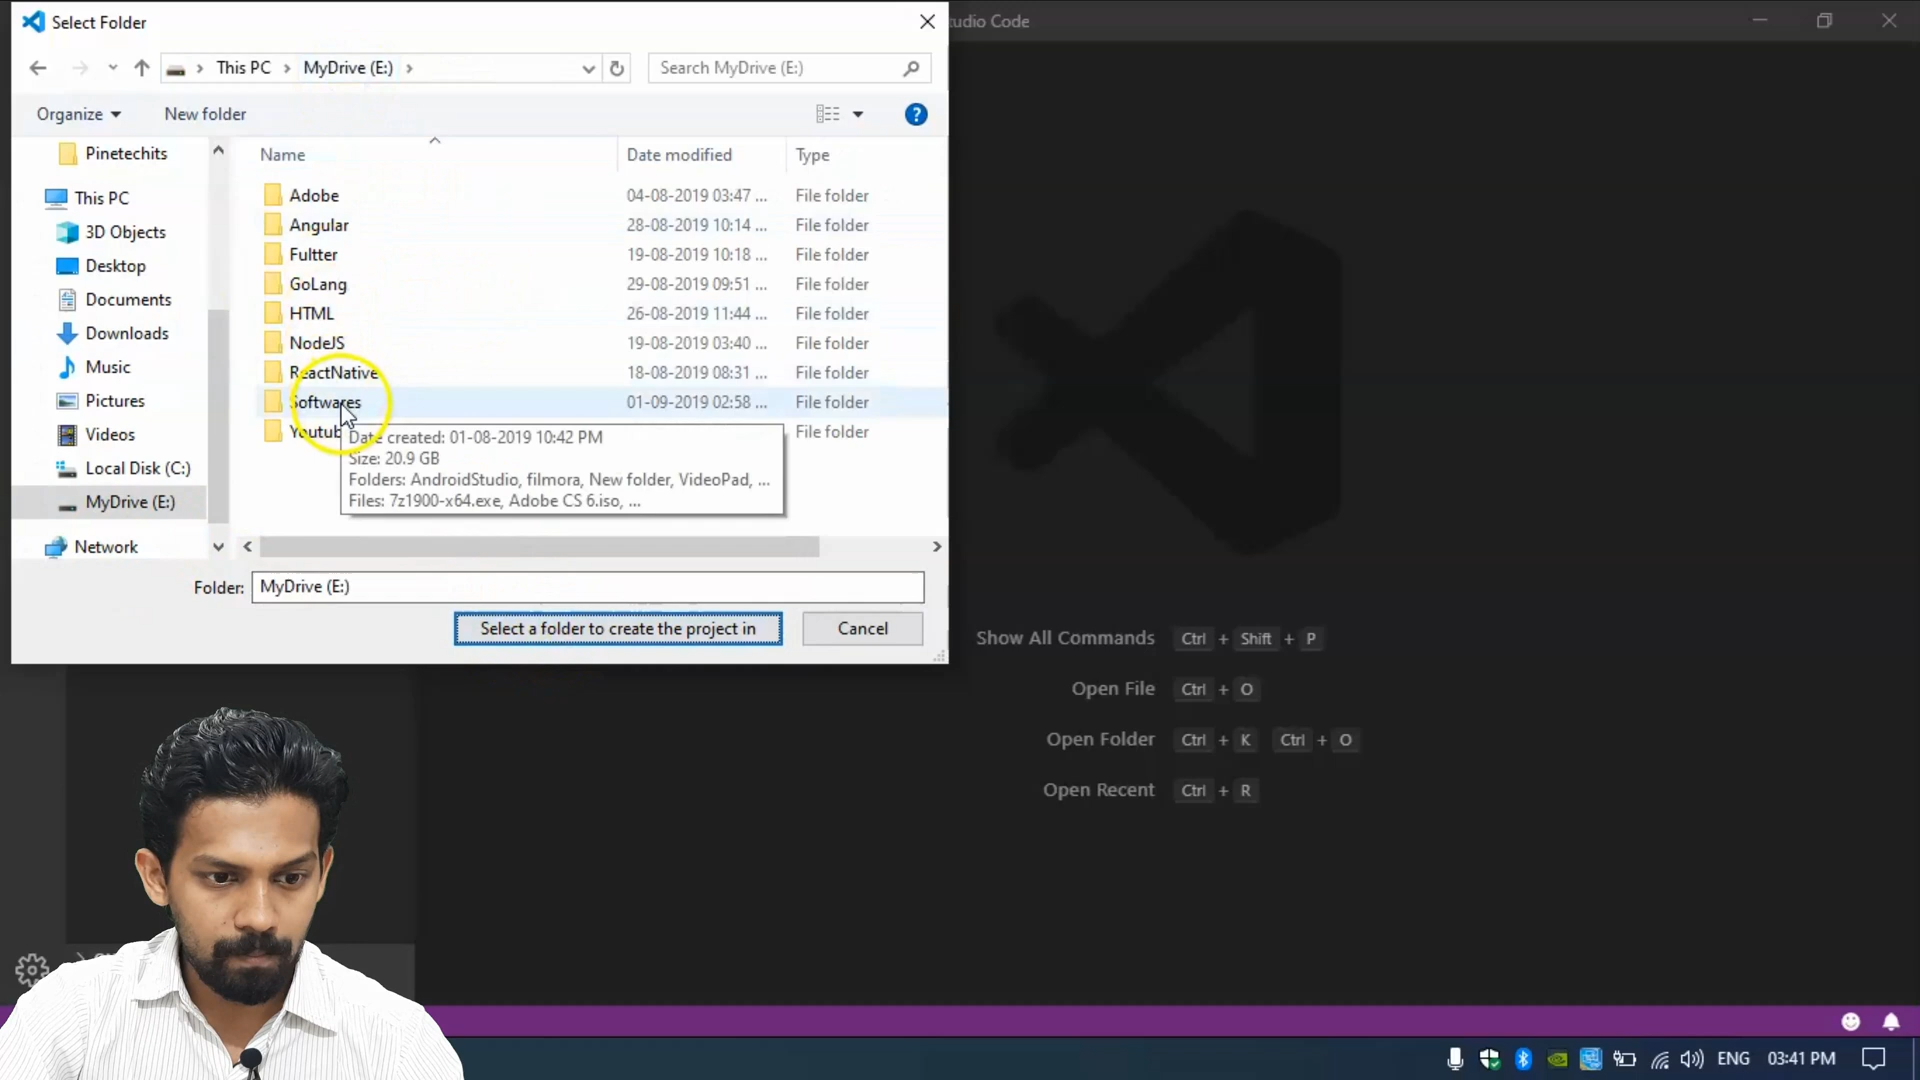 Select Folder
tudio Code
This PC > MyDrive (E:) >
Search MyDrive (E:)
Organize
New folder
Name
Date modified
Type
Pinetechits
This PC
3D Objects
Desktop
Documents
Downloads
Music
Pictures
Videos
Local Disk (C:)
MyDrive (E:)
Network
Adobe 04-08-2019 03:47 ... File folder
Angular 28-08-2019 10:14 ... File folder
Fultter 19-08-2019 10:18 ... File folder
GoLang 29-08-2019 09:51 ... File folder
HTML 26-08-2019 11:44 ... File folder
NodeJS 19-08-2019 03:40 ... File folder
ReactNative 18-08-2019 08:31 ... File folder
Softwares 01-09-2019 02:58 ... File folder
Youtub File folder
Date created: 01-08-2019 10:42 PM
Size: 20.9 GB
Folders: AndroidStudio, filmora, New folder, VideoPad, ...
Files: 7z1900-x64.exe, Adobe CS 6.iso, ...
Folder: MyDrive (E:)
Select a folder to create the project in
Cancel
Show All Commands Ctrl + Shift + P
Open File Ctrl + O
Open Folder Ctrl + K Ctrl + O
Open Recent Ctrl + R
ENG 03:41 PM